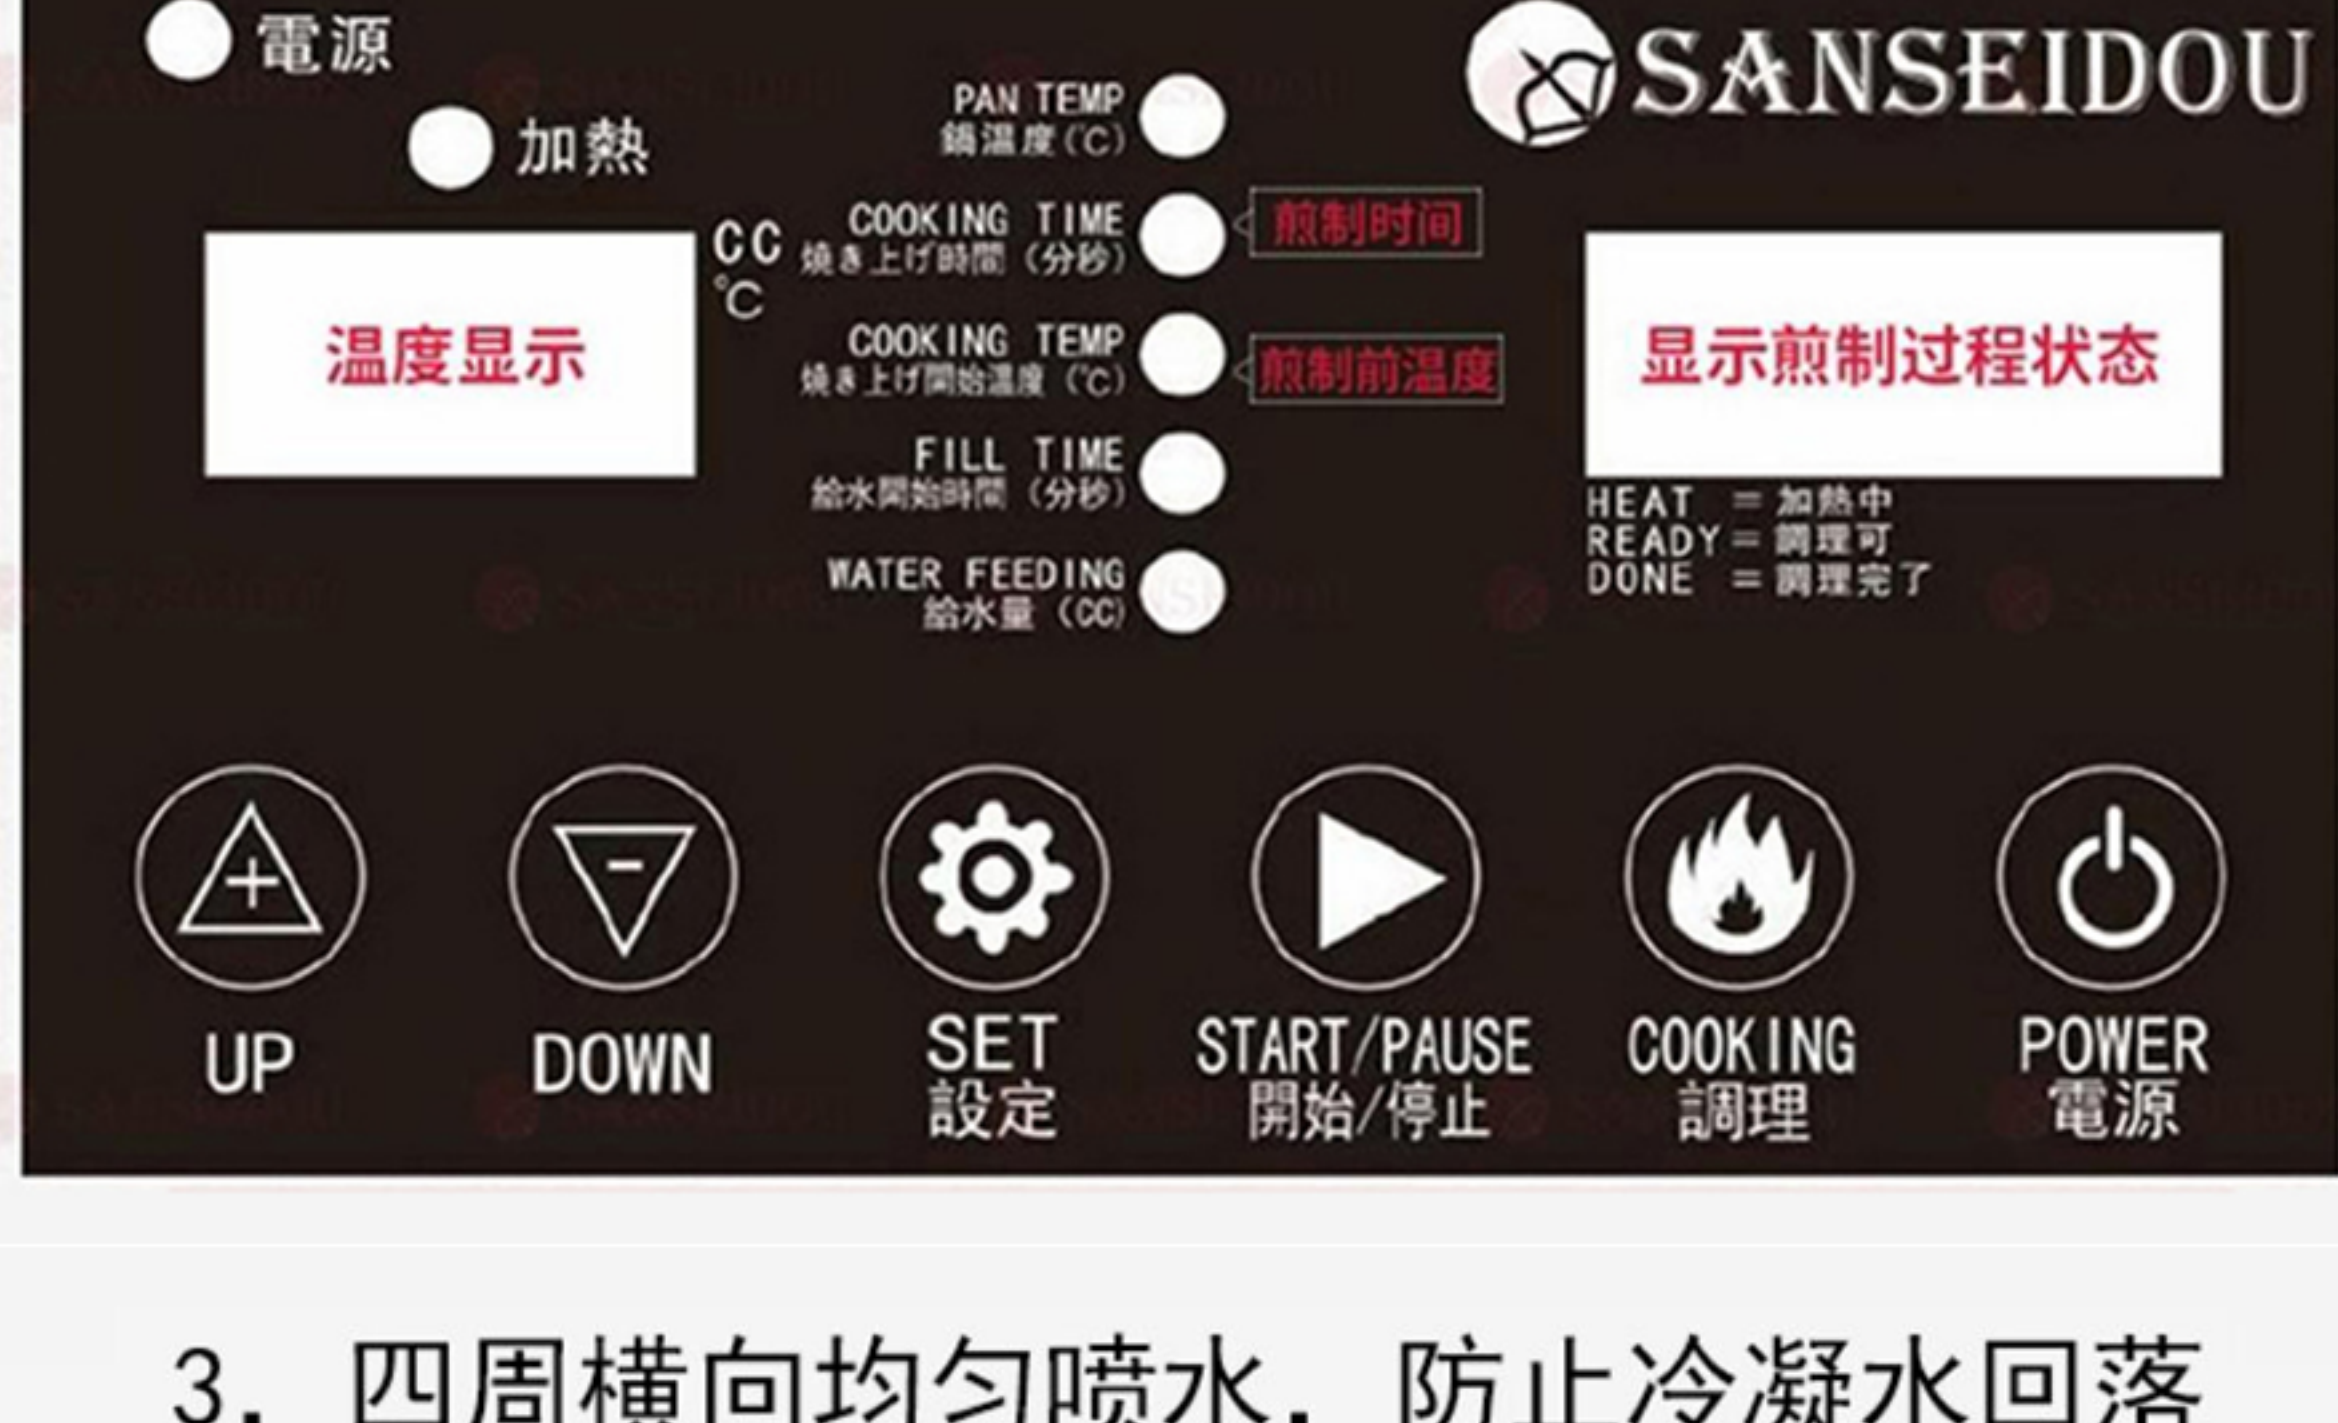 電源
SANSEIDOU
加熱
PAN TEMP
鍋温度(℃)
COOKING TIME
焼き上げ時間（分秒）
煎制时间
CC
℃
温度显示
COOKING TEMP
焼き上げ開始温度（℃）
煎制前温度
显示煎制过程状态
FILL TIME
給水開始時間（分秒）
WATER FEEDING
給水量（CC）
HEAT = 加熱中
READY = 調理可
DONE = 調理完了
UP
DOWN
SET
設定
START/PAUSE
開始/停止
COOKING
調理
POWER
電源
3. 四周横向均匀喷水，防止冷凝水回落